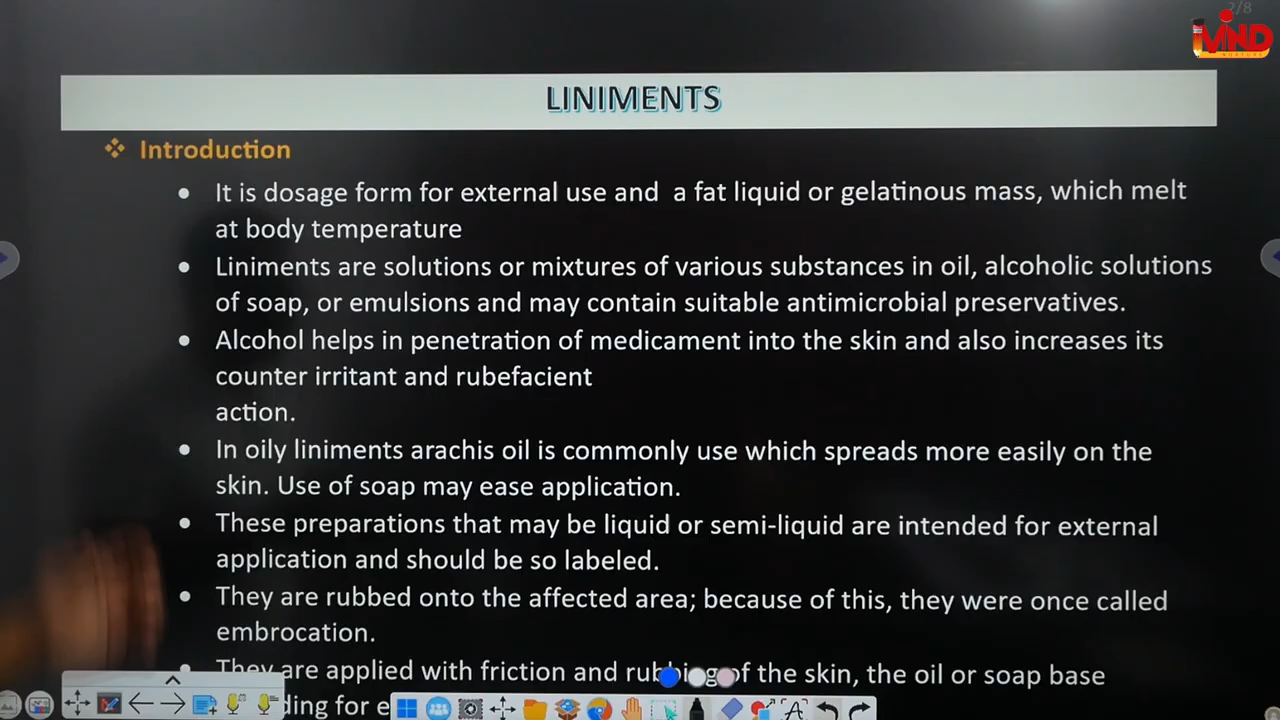 2/8
MIND
LINIMENTS
Introduction
• It is dosage form for external use and a fat liquid or gelatinous mass, which melt
at body temperature
• Liniments are solutions or mixtures of various substances in oil, alcoholic solutions
of soap, or emulsions and may contain suitable antimicrobial preservatives.
• Alcohol helps in penetration of medicament into the skin and also increases its
counter irritant and rubefacient
action.
• In oily liniments arachis oil is commonly use which spreads more easily on the
skin. Use of soap may ease application.
• These preparations that may be liquid or semi-liquid are intended for external
application and should be so labeled.
• They are rubbed onto the affected area; because of this, they were once called
embrocation.
• They are applied with friction and rubbing of the skin, the oil or soap base
ding for e